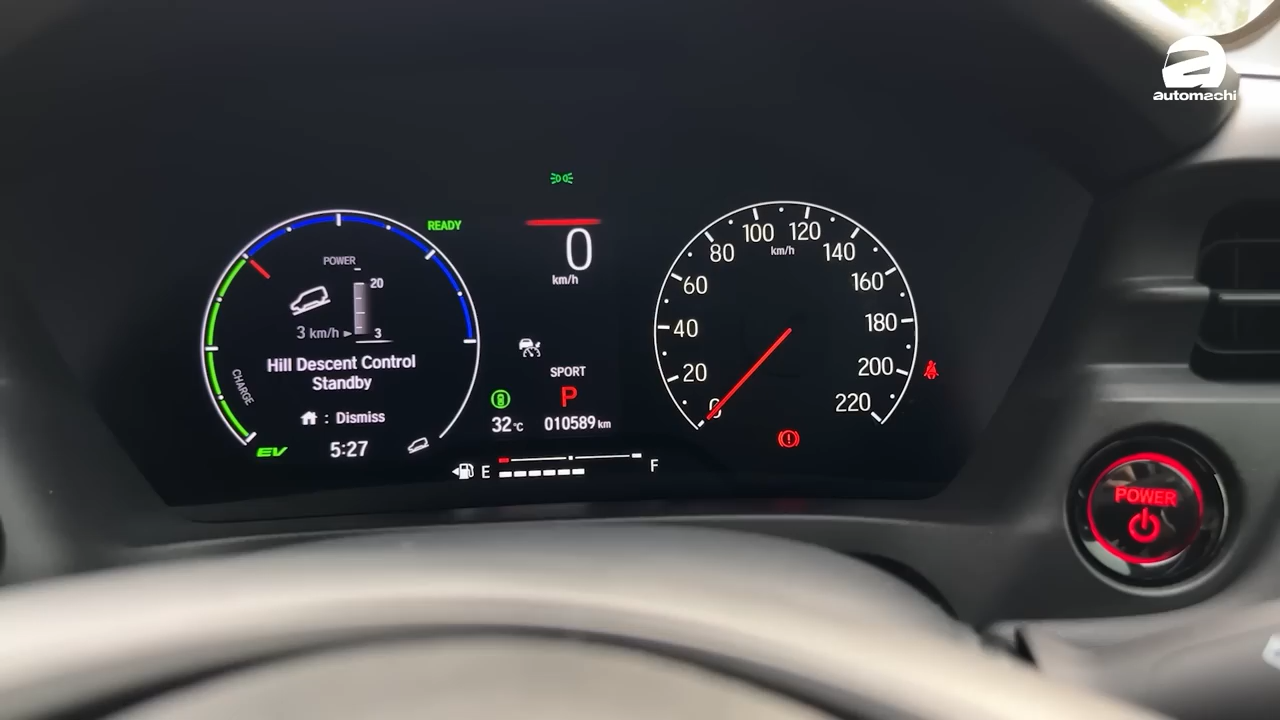 automachi
READY
POWER
20
3 km/h
3
Hill Descent Control
Standby
: Dismiss
5:27
CHARGE
EV
0
km/h
SPORT
P
32°C
010589 km
E
F
0
20
40
60
80
100
120
140
160
180
200
220
km/h
POWER